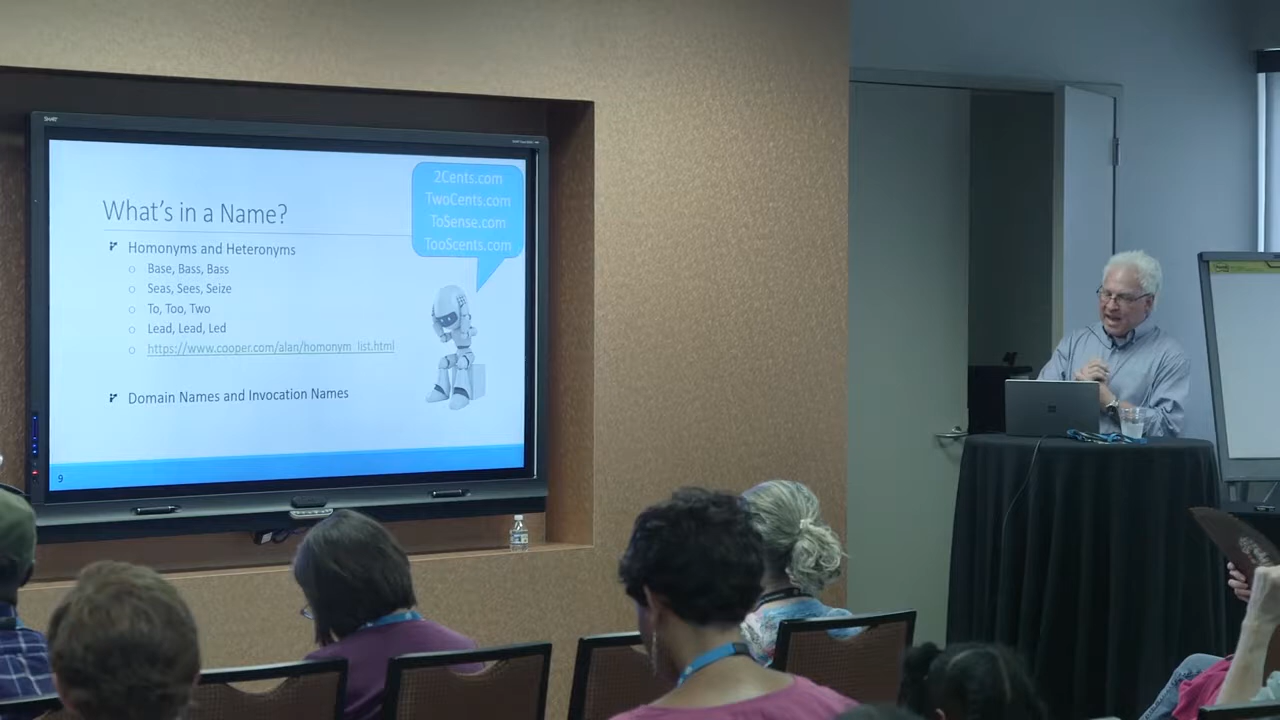 SMART
2Cents.com
TwoCents.com
ToSense.com
TooScents.com
What's in a Name?
Homonyms and Heteronyms
Base, Bass, Bass
Seas, Sees, Seize
To, Too, Two
Lead, Lead, Led
https://www.cooper.com/alan/homonym_list.html
Domain Names and Invocation Names
9